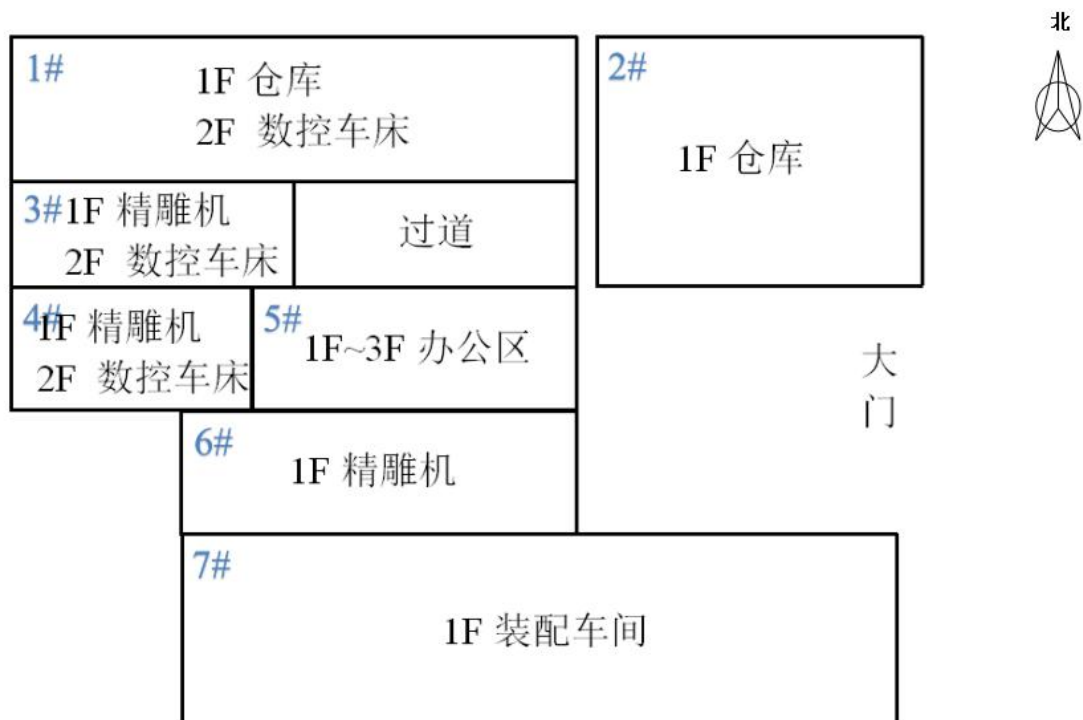 北
1# 1F 仓库
2F 数控车床
2#
1F 仓库
3# 1F 精雕机
2F 数控车床
过道
4# 1F 精雕机
2F 数控车床
5# 1F~3F 办公区
大
门
6#
1F 精雕机
7#
1F 装配车间